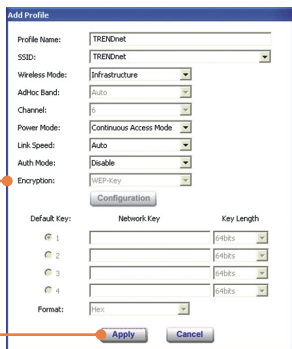 Add Profile
Profile Name: TRENDnet
SSID: TRENDnet
Wireless Mode: Infrastructure
AdHoc Band: Auto
Channel: 6
Power Mode: Continuous Access Mode
Link Speed: Auto
Auth Mode: Disable
Encryption: WEP-Key
Configuration
Default Key: Network Key Key Length
1 64bits
2 64bits
3 64bits
4 64bits
Format: Hex
Apply Cancel